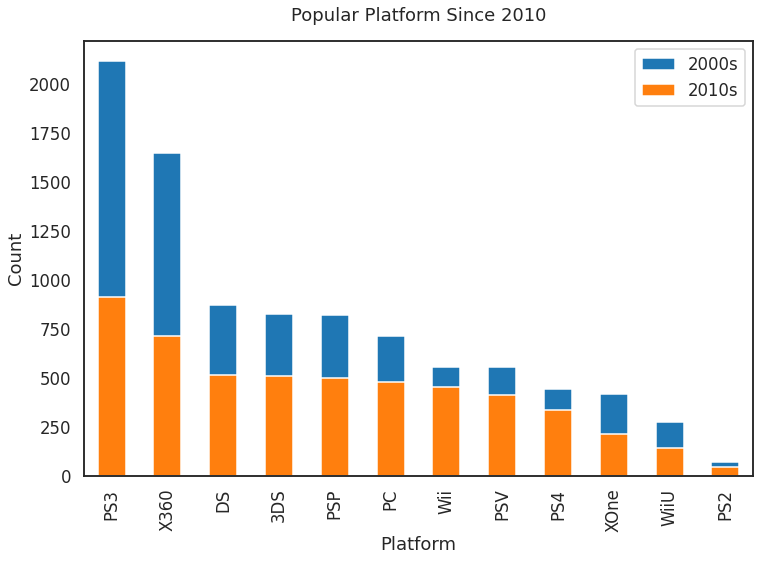 Popular Platform Since 2010
2000s
2010s
2000
1750
1500
1250
1000
750
500
250
0
Count
PS3
X360
DS
3DS
PSP
PC
Wii
PSV
PS4
XOne
WiiU
PS2
Platform